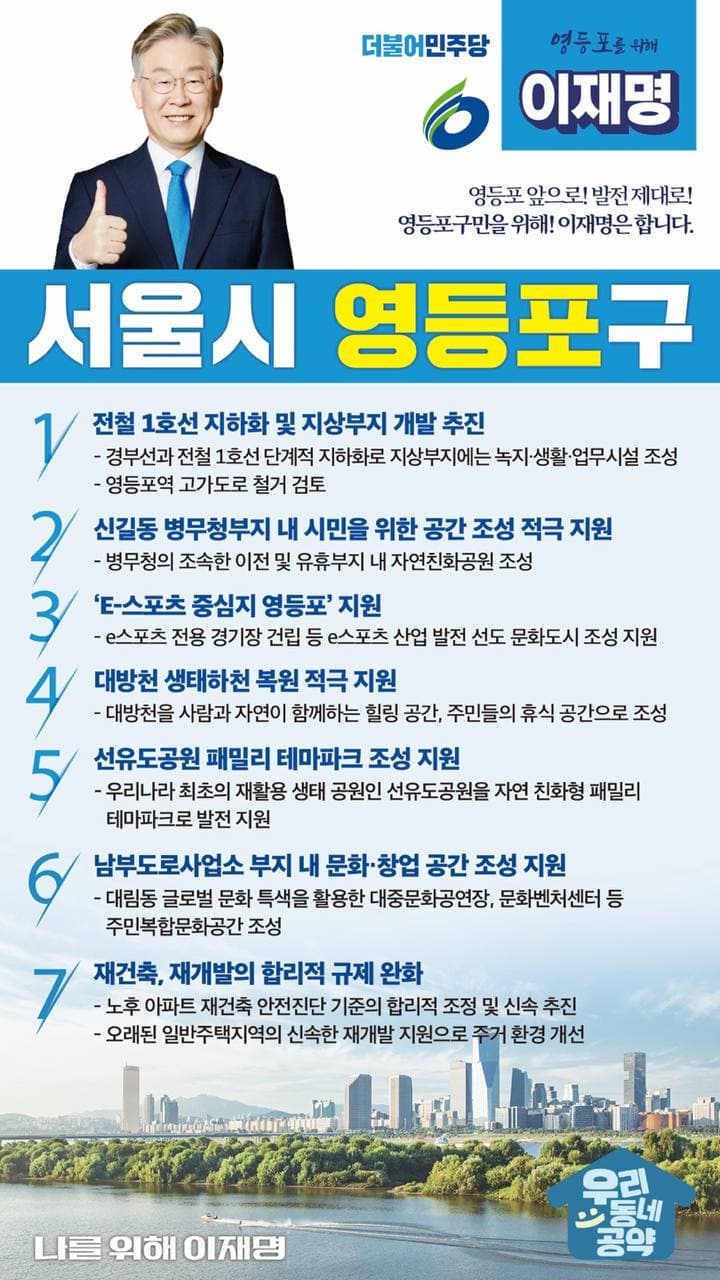 더불어민주당
영등포를 위해
이재명
영등포 앞으로! 발전 제대로!
영등포구민을 위해! 이재명은 합니다.
서울시 영등포구
1 전철 1호선 지하화 및 지상부지 개발 추진
- 경부선과 전철 1호선 단계적 지하화로 지상부지에는 녹지·생활·업무시설 조성
- 영등포역 고가도로 철거 검토
2 신길동 병무청부지 내 시민을 위한 공간 조성 적극 지원
- 병무청의 조속한 이전 및 유휴부지 내 자연친화공원 조성
3 ‘E-스포츠 중심지 영등포’ 지원
- e스포츠 전용 경기장 건립 등 e스포츠 산업 발전 선도 문화도시 조성 지원
4 대방천 생태하천 복원 적극 지원
- 대방천을 사람과 자연이 함께하는 힐링 공간, 주민들의 휴식 공간으로 조성
5 선유도공원 패밀리 테마파크 조성 지원
- 우리나라 최초의 재활용 생태 공원인 선유도공원을 자연 친화형 패밀리
테마파크로 발전 지원
6 남부도로사업소 부지 내 문화·창업 공간 조성 지원
- 대림동 글로벌 문화 특색을 활용한 대중문화공연장, 문화벤처센터 등
주민복합문화공간 조성
7 재건축, 재개발의 합리적 규제 완화
- 노후 아파트 재건축 안전진단 기준의 합리적 조정 및 신속 추진
- 오래된 일반주택지역의 신속한 재개발 지원으로 주거 환경 개선
우리
동네
공약
나를 위해 이재명